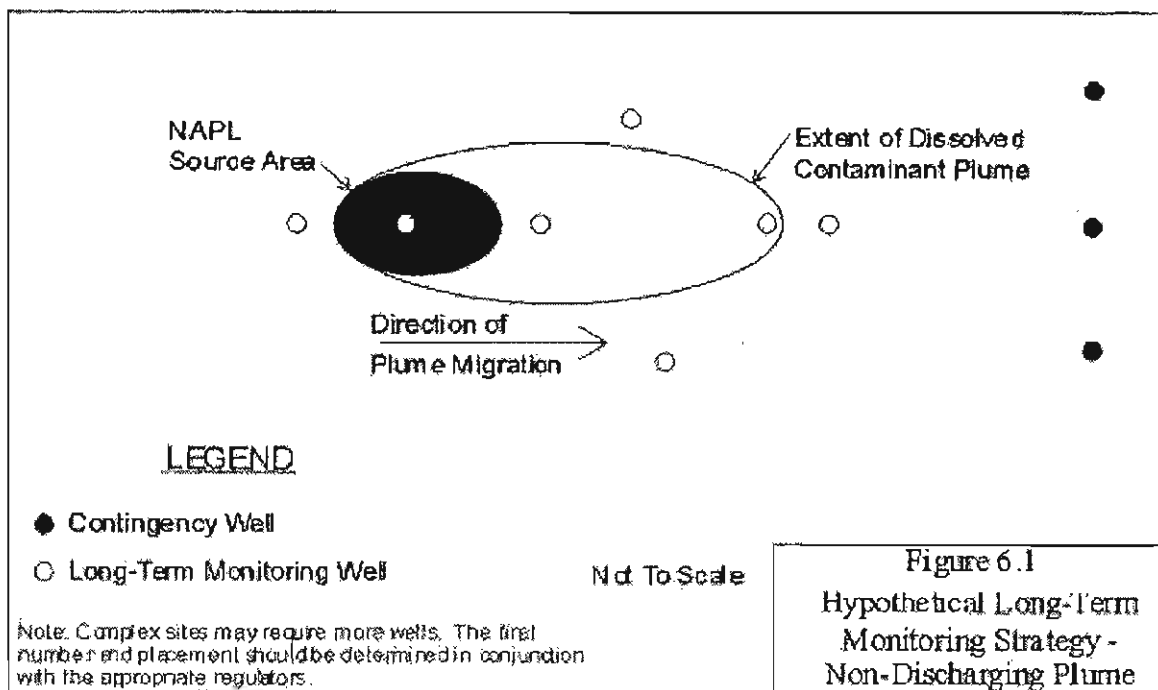 NAPL
Source Area
Extent of Dissolved
Contaminant Plume
Direction of
Plume Migration
LEGEND
Contingency Well
Long-Term Monitoring Well
Not To Scale
Note: Complex sites may require more wells. The final
number and placement should be determined in conjunction
with the appropriate regulators.
Figure 6.1
Hypothetical Long-Term
Monitoring Strategy -
Non-Discharging Plume